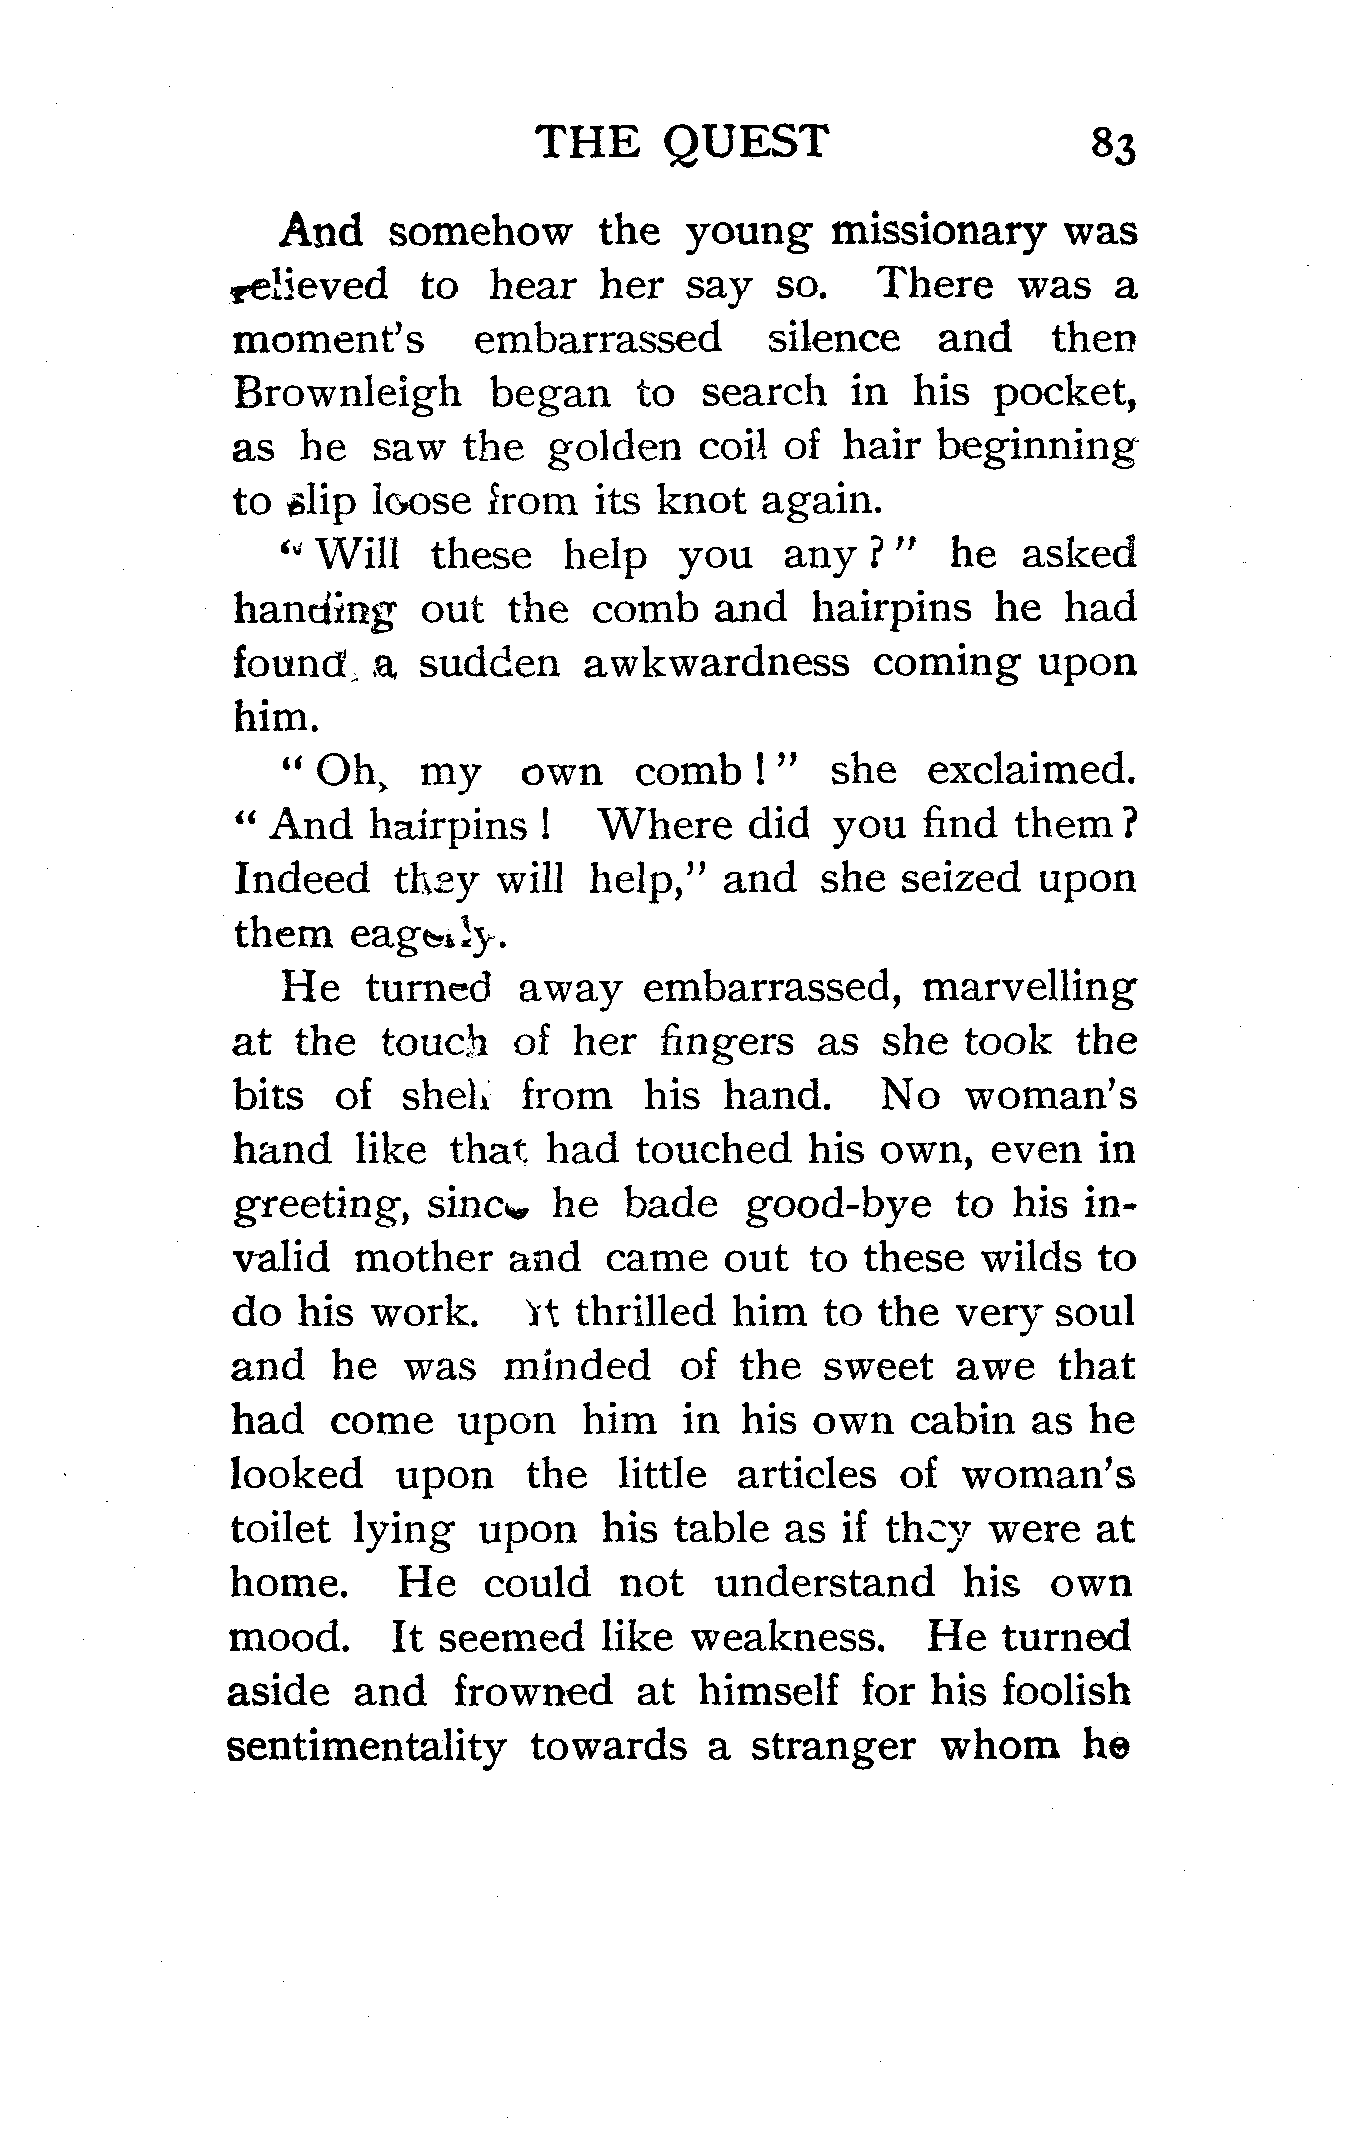 THE QUEST 83
And somehow the young missionary was
relieved to hear her say so. There was a
moment's embarrassed silence and then
Brownleigh began to search in his pocket,
as he saw the golden coil of hair beginning
to slip loose from its knot again.
" Will these help you any ? " he asked
handing out the comb and hairpins he had
found, a sudden awkwardness coming upon
him.
" Oh, my own comb ! " she exclaimed.
" And hairpins ! Where did you find them ?
Indeed they will help," and she seized upon
them eagerly.
He turned away embarrassed, marvelling
at the touch of her fingers as she took the
bits of shell from his hand. No woman's
hand like that had touched his own, even in
greeting, since he bade good-bye to his in-
valid mother and came out to these wilds to
do his work. It thrilled him to the very soul
and he was minded of the sweet awe that
had come upon him in his own cabin as he
looked upon the little articles of woman's
toilet lying upon his table as if they were at
home. He could not understand his own
mood. It seemed like weakness. He turned
aside and frowned at himself for his foolish
sentimentality towards a stranger whom he